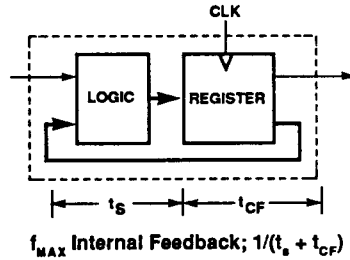 CLK
LOGIC
REGISTER
tS
tCF
fMAX Internal Feedback; 1/(ts + tCF)